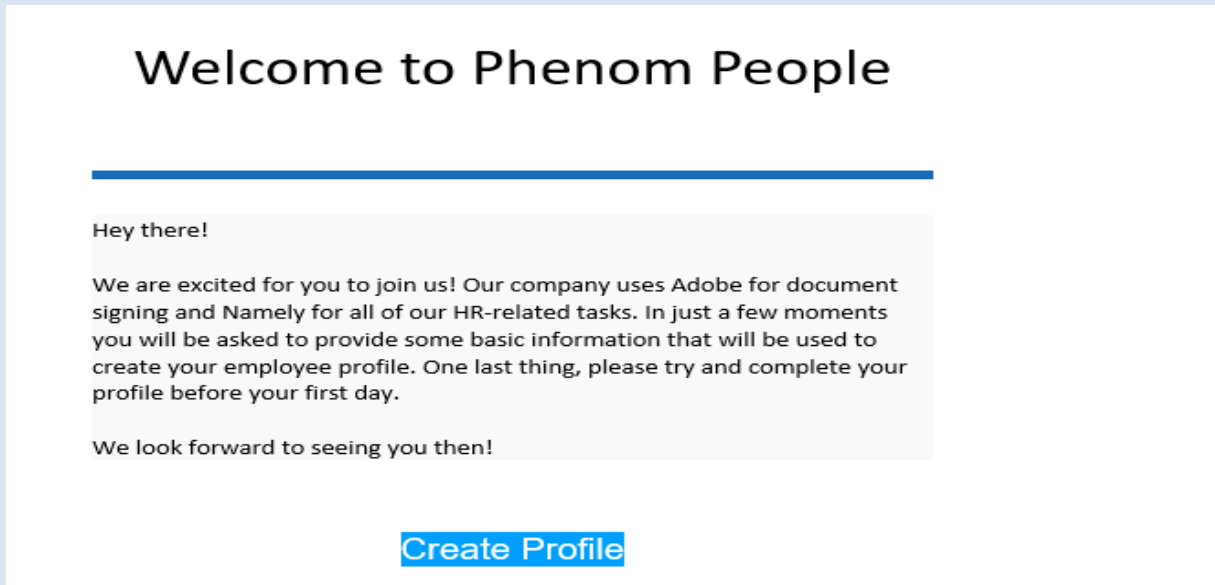 Welcome to Phenom People
Hey there!
We are excited for you to join us! Our company uses Adobe for document
signing and Namely for all of our HR-related tasks. In just a few moments
you will be asked to provide some basic information that will be used to
create your employee profile. One last thing, please try and complete your
profile before your first day.
We look forward to seeing you then!
Create Profile